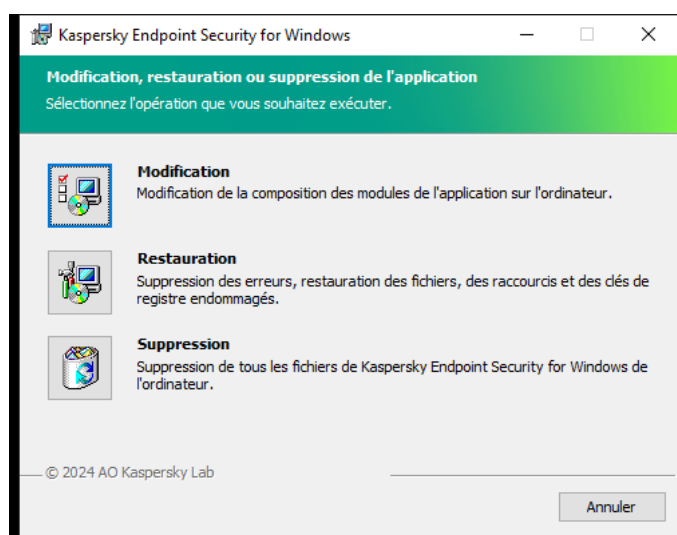 Kaspersky Endpoint Security for Windows
Modification, restauration ou suppression de l'application
Sélectionnez l'opération que vous souhaitez exécuter.
Modification
Modification de la composition des modules de l'application sur l'ordinateur.
Restauration
Suppression des erreurs, restauration des fichiers, des raccourcis et des clés de
registre endommagés.
Suppression
Suppression de tous les fichiers de Kaspersky Endpoint Security for Windows de
l'ordinateur.
© 2024 AO Kaspersky Lab
Annuler